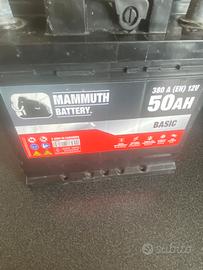 MAMMUTH
BATTERY
380 A (EN) 12V
50AH
BASIC
subito